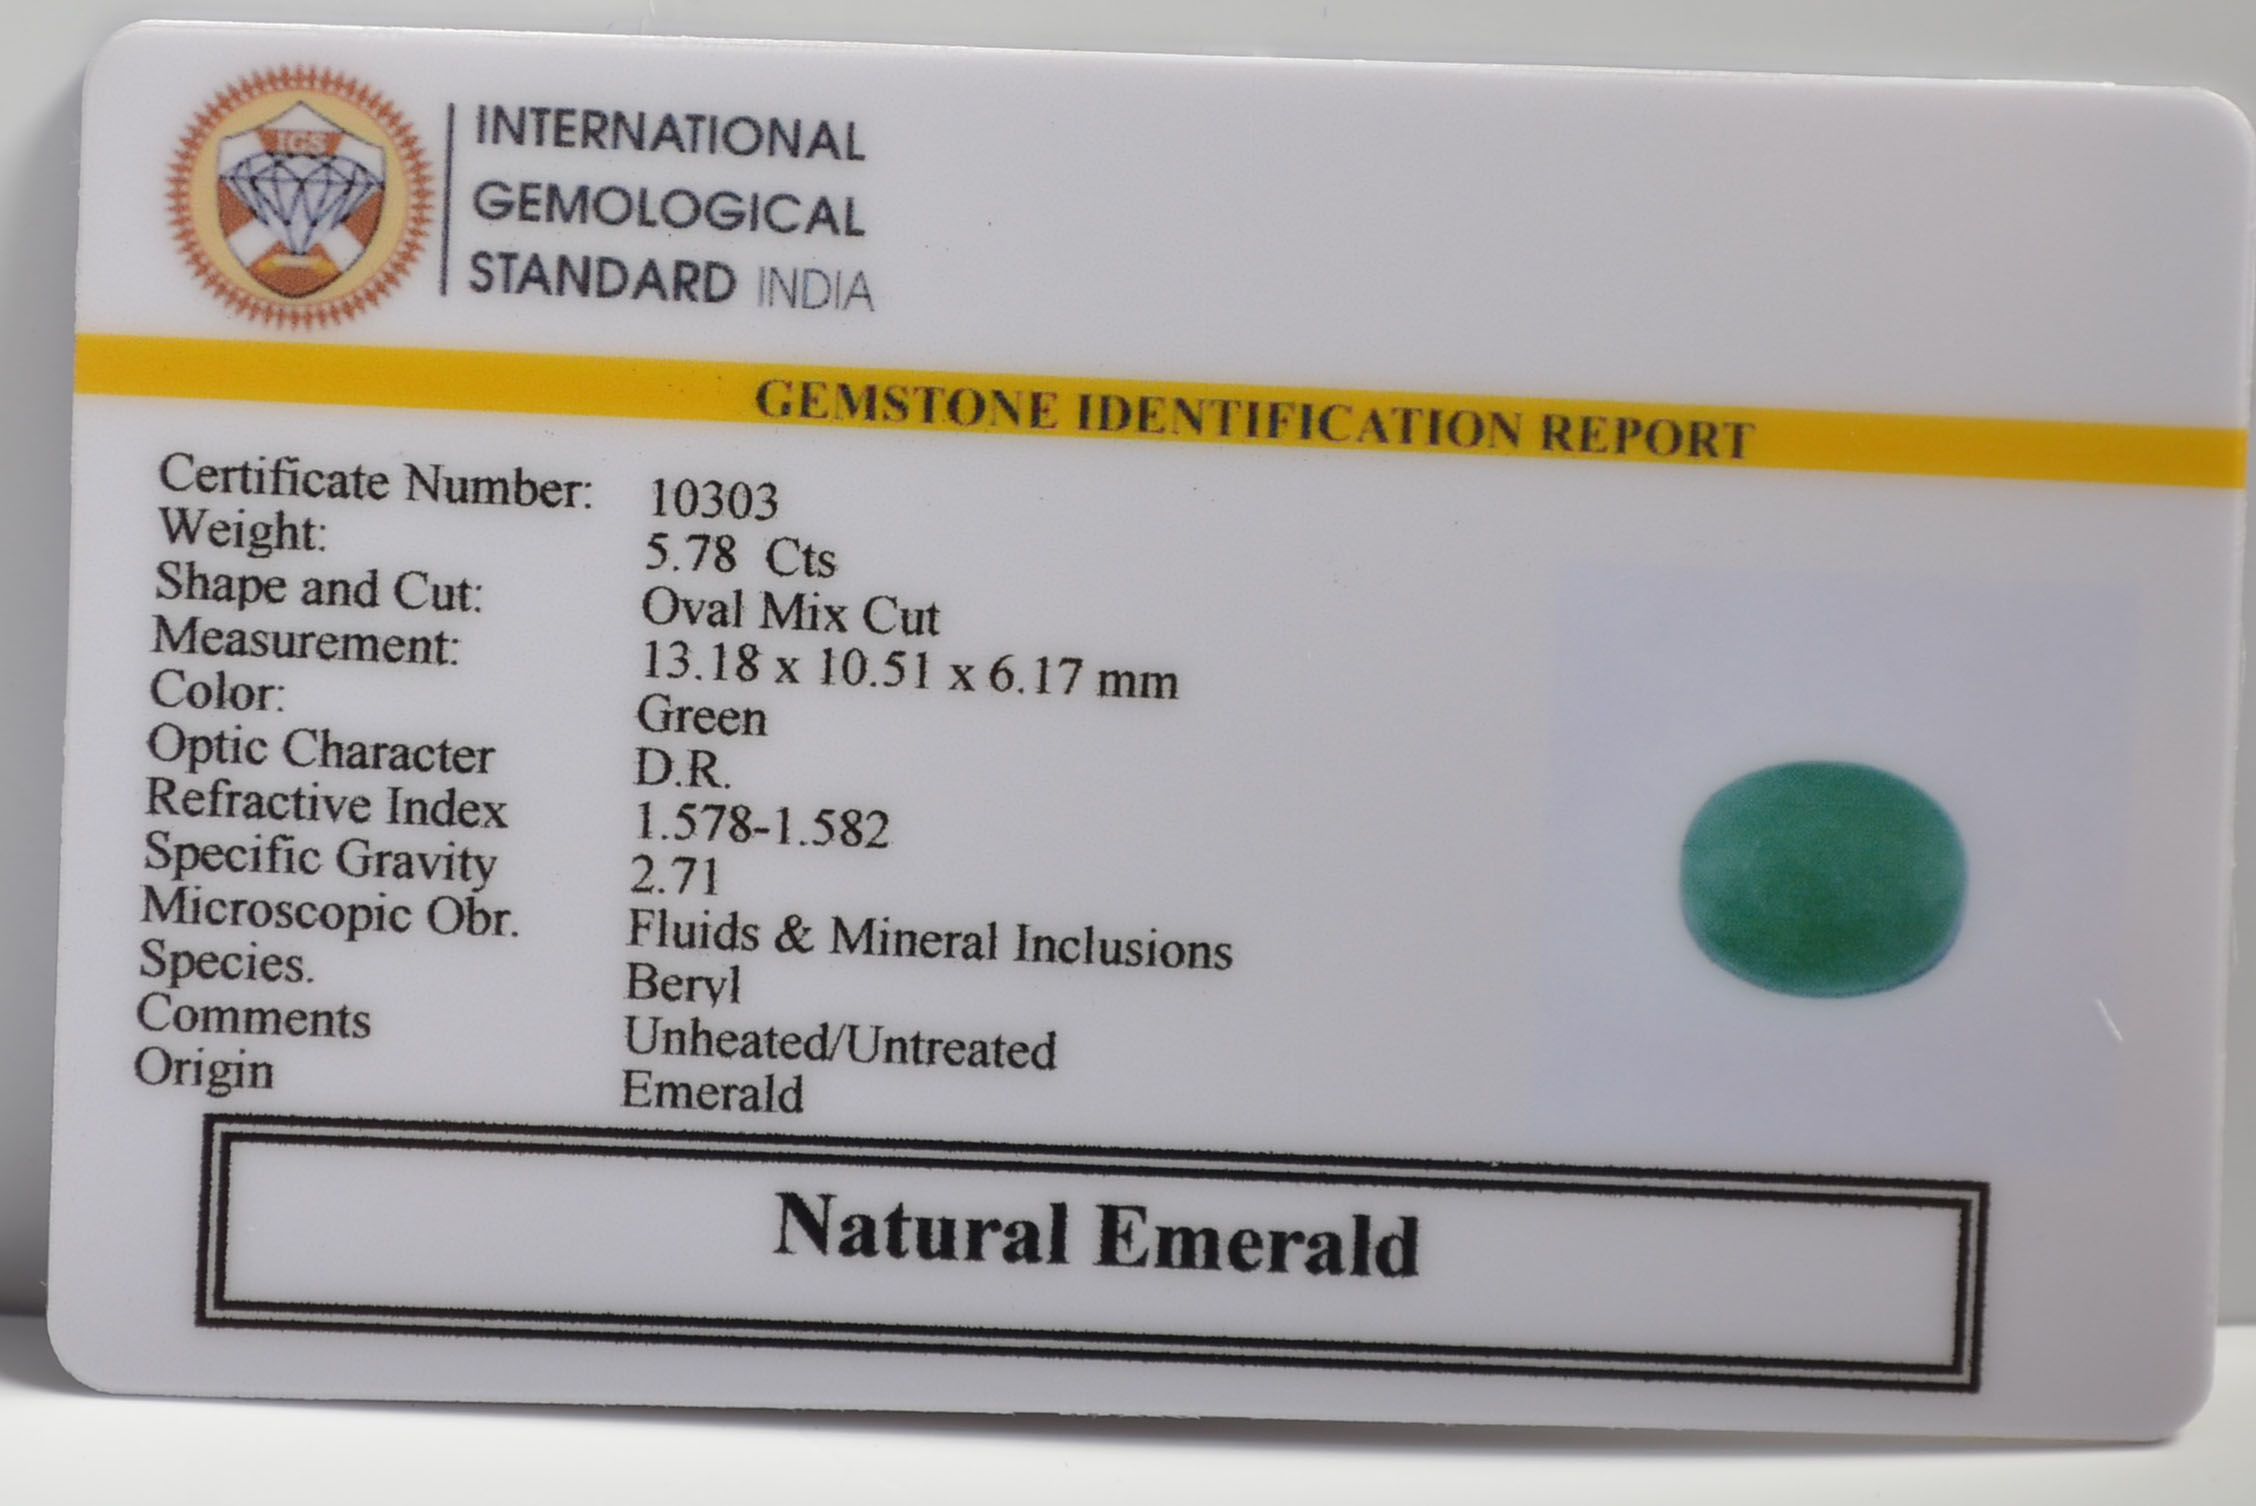 IGS
INTERNATIONAL
GEMOLOGICAL
STANDARD INDIA
GEMSTONE IDENTIFICATION REPORT
Certificate Number: 10303
Weight: 5.78 Cts
Shape and Cut: Oval Mix Cut
Measurement: 13.18 x 10.51 x 6.17 mm
Color: Green
Optic Character D.R.
Refractive Index 1.578-1.582
Specific Gravity 2.71
Microscopic Obr. Fluids & Mineral Inclusions
Species. Beryl
Comments Unheated/Untreated
Origin Emerald
Natural Emerald